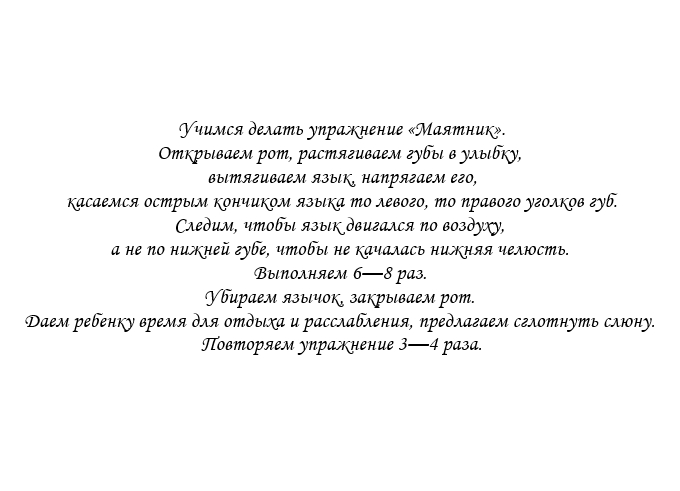 Учимся делать упражнение «Маятник».
Открываем рот, растягиваем губы в улыбку,
вытягиваем язык, напрягаем его,
касаемся острым кончиком языка то левого, то правого уголков губ.
Следим, чтобы язык двигался по воздуху,
а не по нижней губе, чтобы не качалась нижняя челюсть.
Выполняем 6—8 раз.
Убираем язычок, закрываем рот.
Даем ребенку время для отдыха и расслабления, предлагаем сглотнуть слюну.
Повторяем упражнение 3—4 раза.